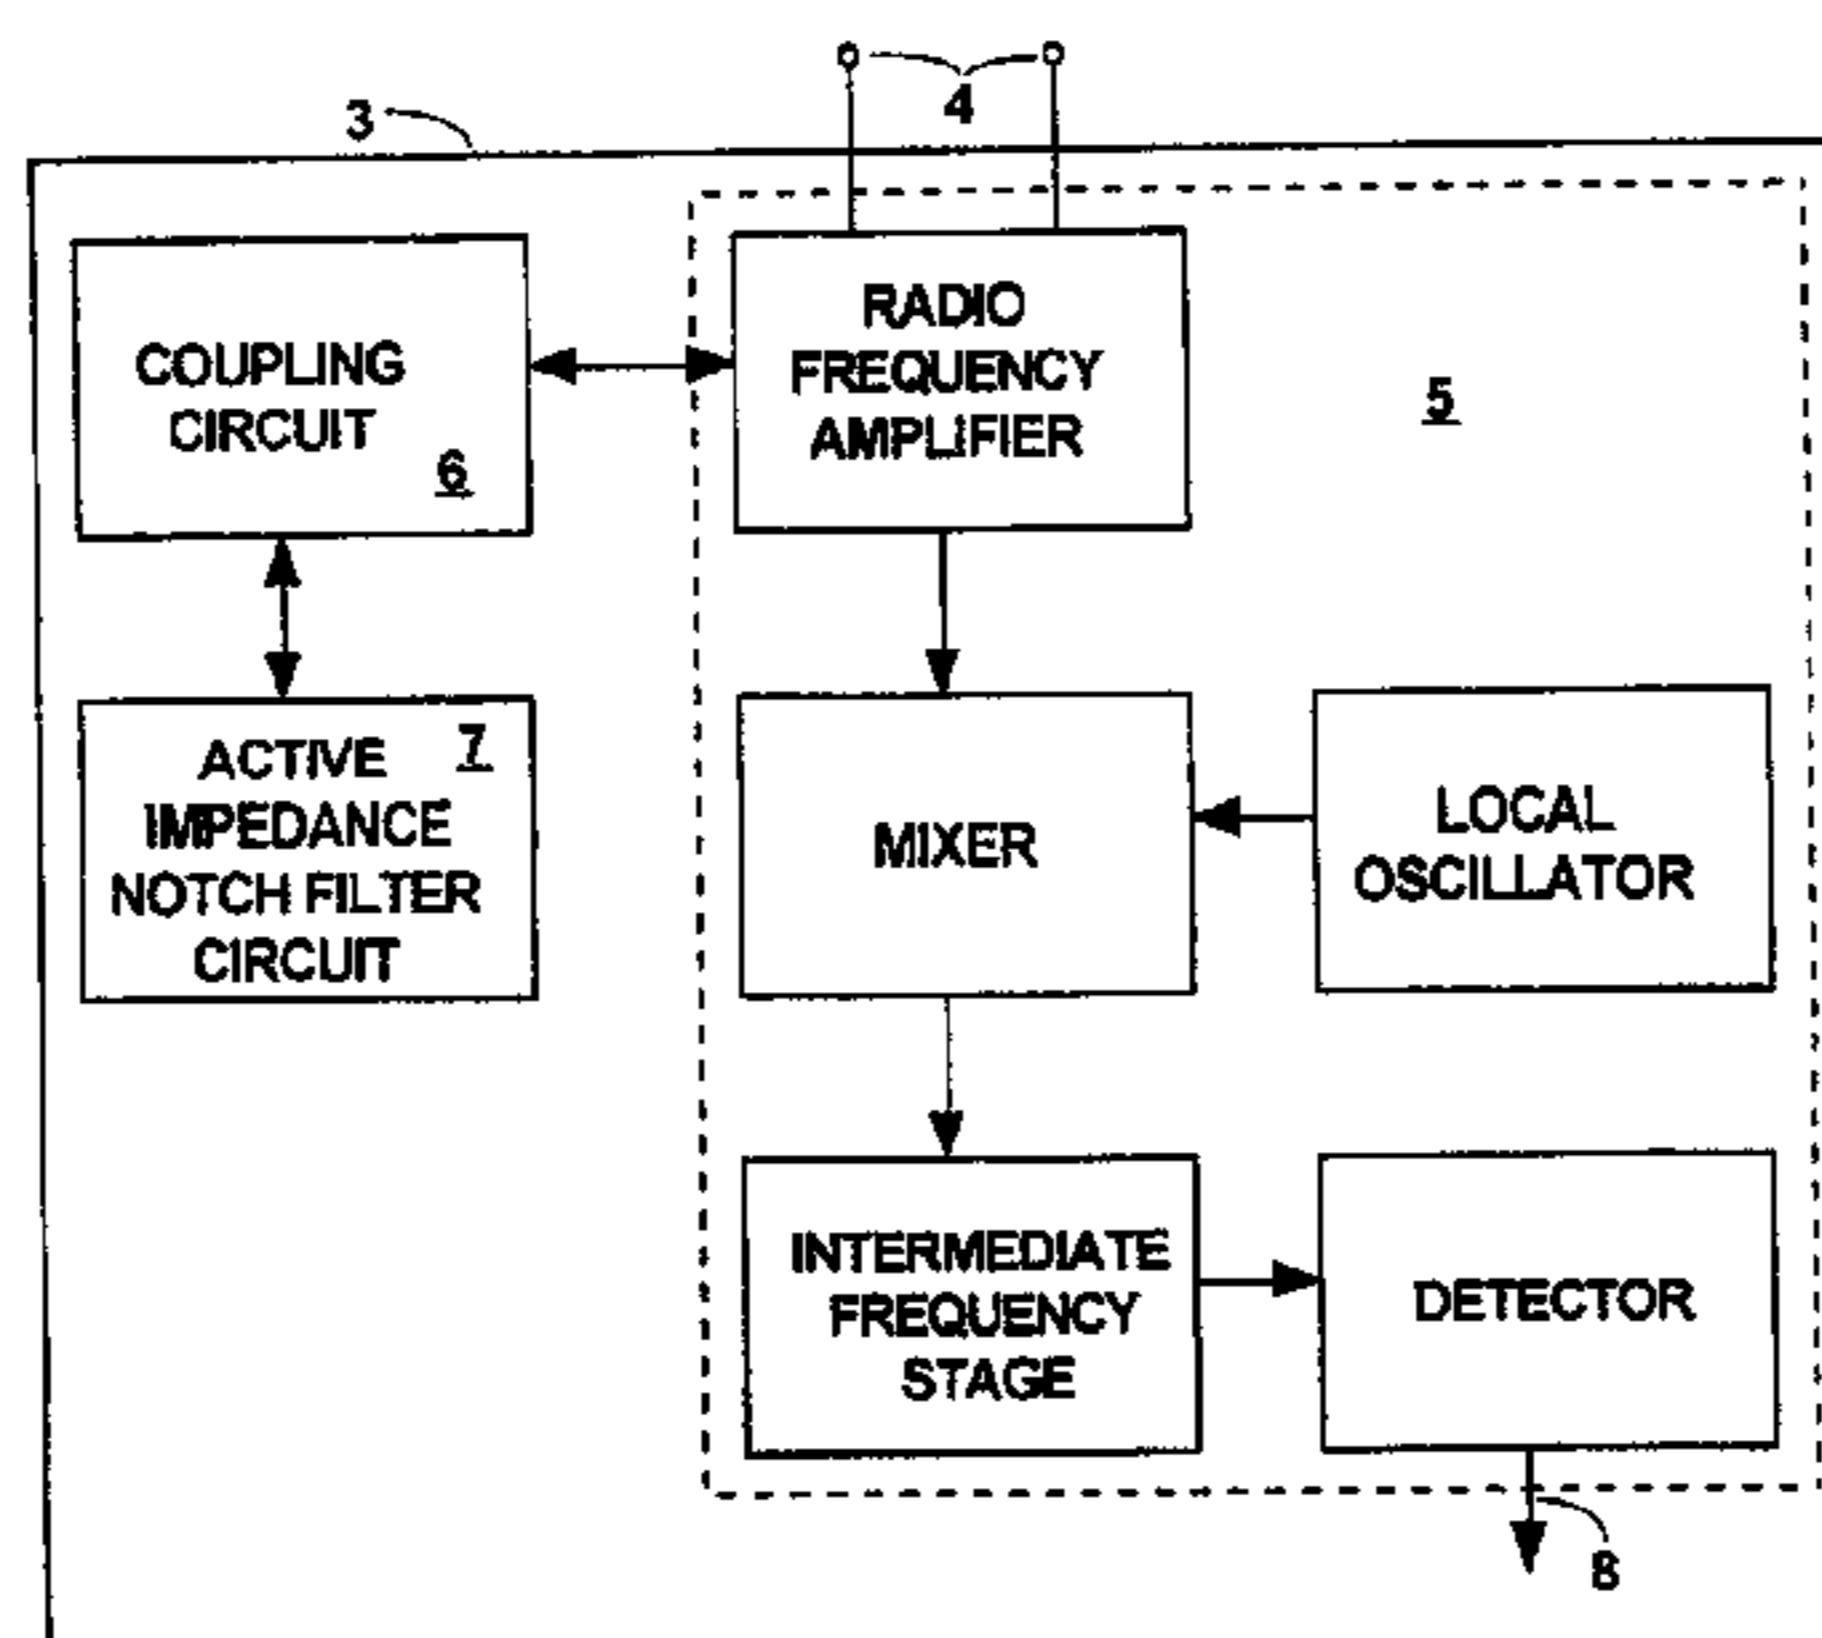 4
3
RADIO
FREQUENCY
AMPLIFIER
5
COUPLING
CIRCUIT
6
7
ACTIVE
IMPEDANCE
NOTCH FILTER
CIRCUIT
MIXER
LOCAL
OSCILLATOR
INTERMEDIATE
FREQUENCY
STAGE
DETECTOR
8